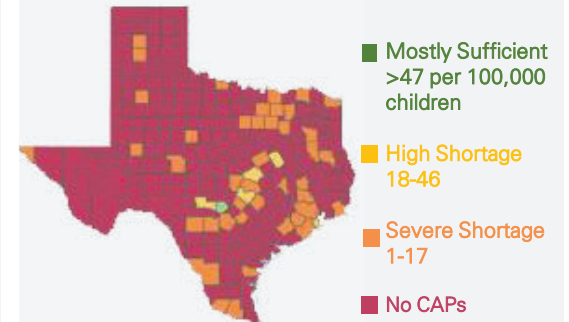 Mostly Sufficient
>47 per 100,000
children
High Shortage
18-46
Severe Shortage
1-17
No CAPs